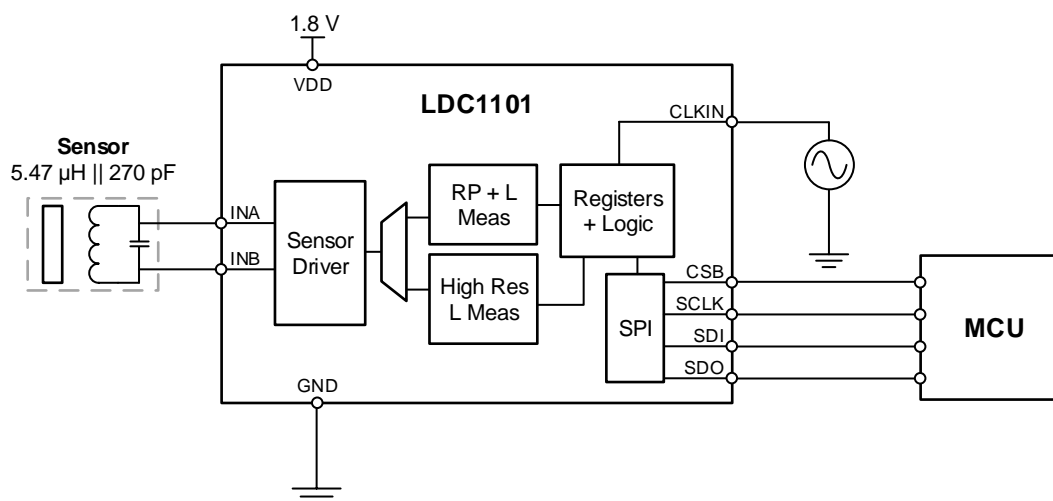 1.8 V
VDD
LDC1101
CLKIN
Sensor
5.47 µH || 270 pF
RP + L
Meas
Registers
+ Logic
INA
Sensor
Driver
INB
High Res
L Meas
CSB
SCLK
SPI
SDI
SDO
MCU
GND